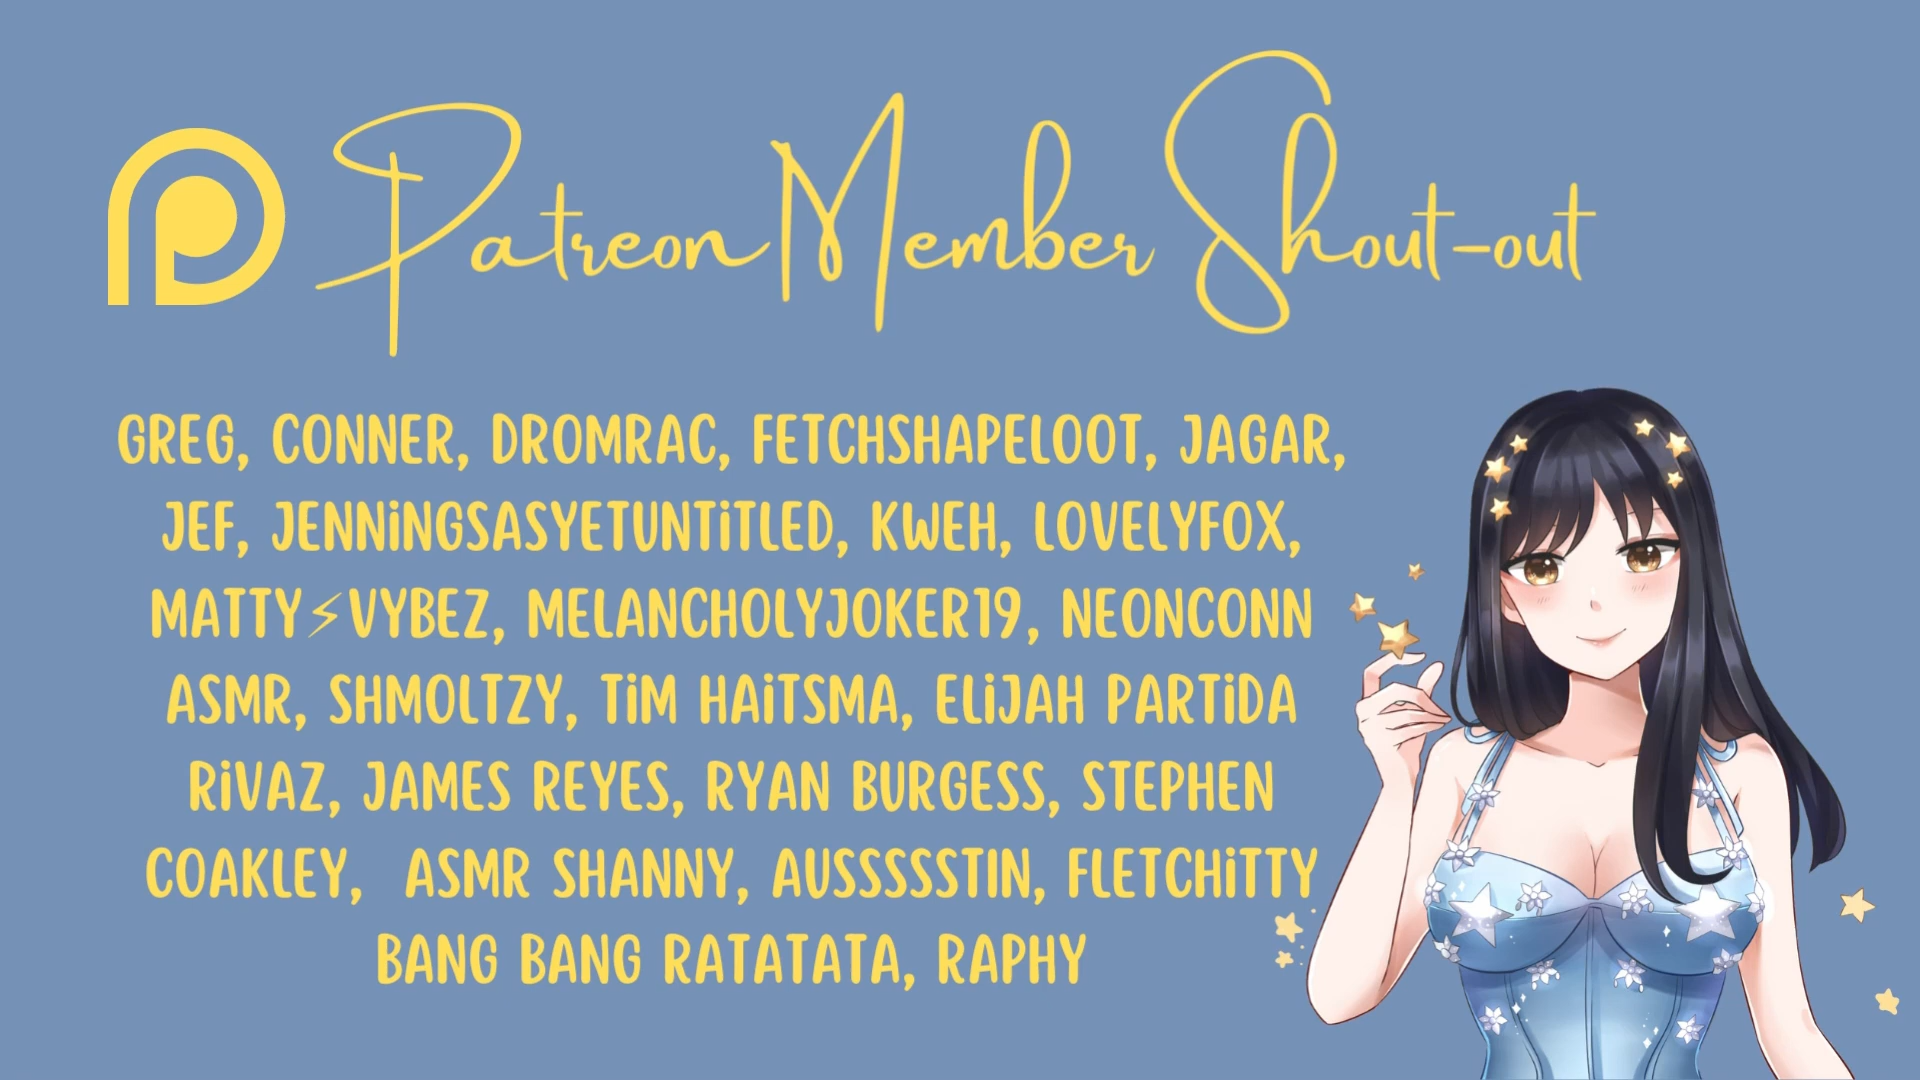 Patreon Member Shout-out
GREG, CONNER, DROMRAC, FETCHSHAPELOOT, JAGAR,
JEF, JENNiNGSASYETUNTiTLED, KWEH, LOVELYFOX,
MATTY⚡VYBEZ, MELANCHOLYJOKER19, NEONCONN
ASMR, SHMOLTZY, TiM HAiTSMA, ELiJAH PARTiDA
RiVAZ, JAMES REYES, RYAN BURGESS, STEPHEN
COAKLEY, ASMR SHANNY, AUSSSSSTIN, FLETCHiTTY
BANG BANG RATATATA, RAPHY